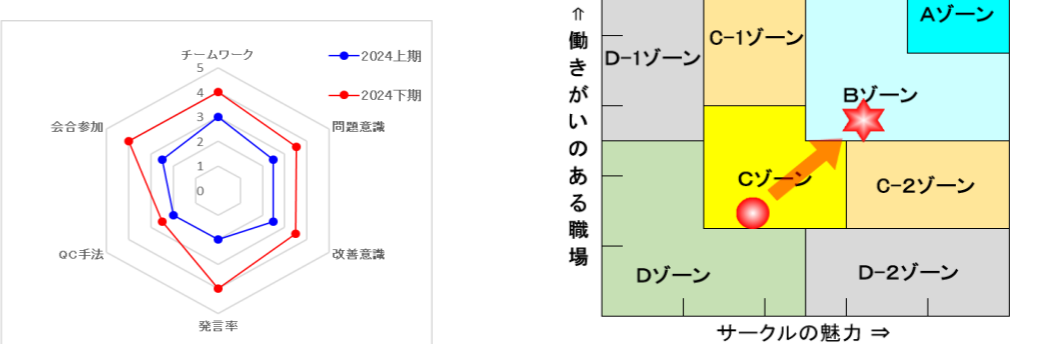 チームワーク
5
4
3
2
1
0
2024上期
2024下期
問題意識
改善意識
発言率
QC手法
会合参加
⇑働きがいのある職場
D-1ゾーン
C-1ゾーン
Aゾーン
Bゾーン
Cゾーン
C-2ゾーン
Dゾーン
D-2ゾーン
サークルの魅力 ⇒